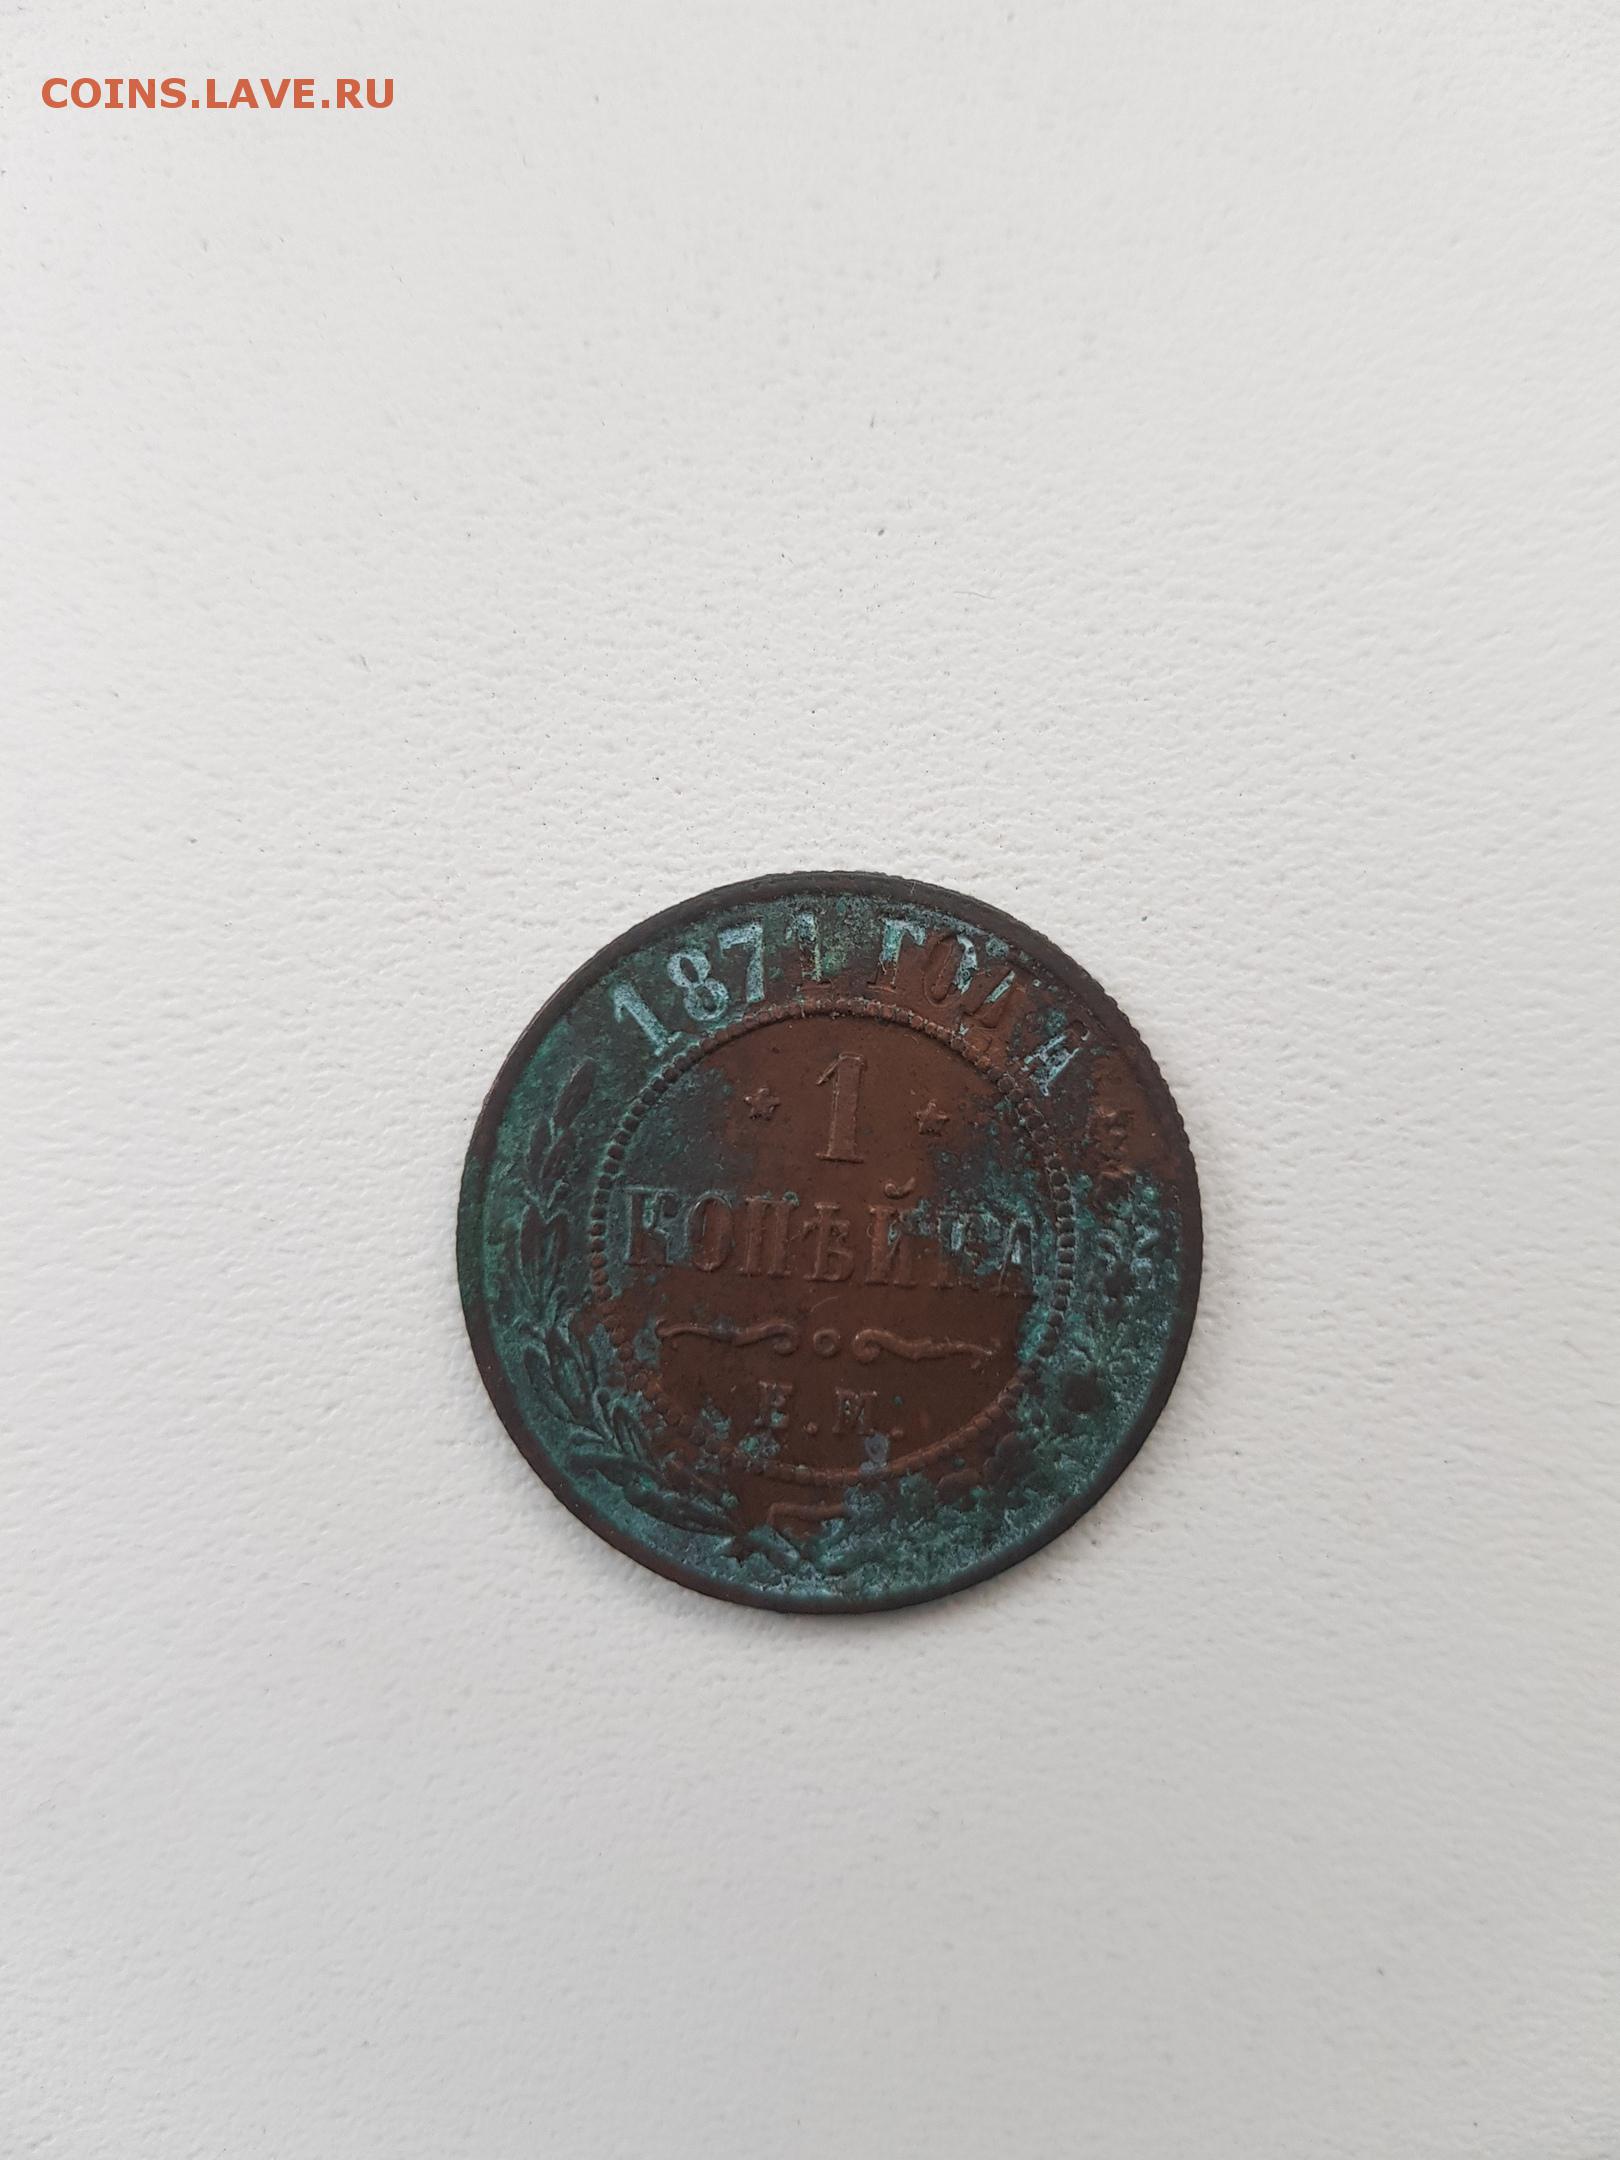 COINS.LAVE.RU
1871 ГОДА
1
КОПѢЙКА
Е.М.